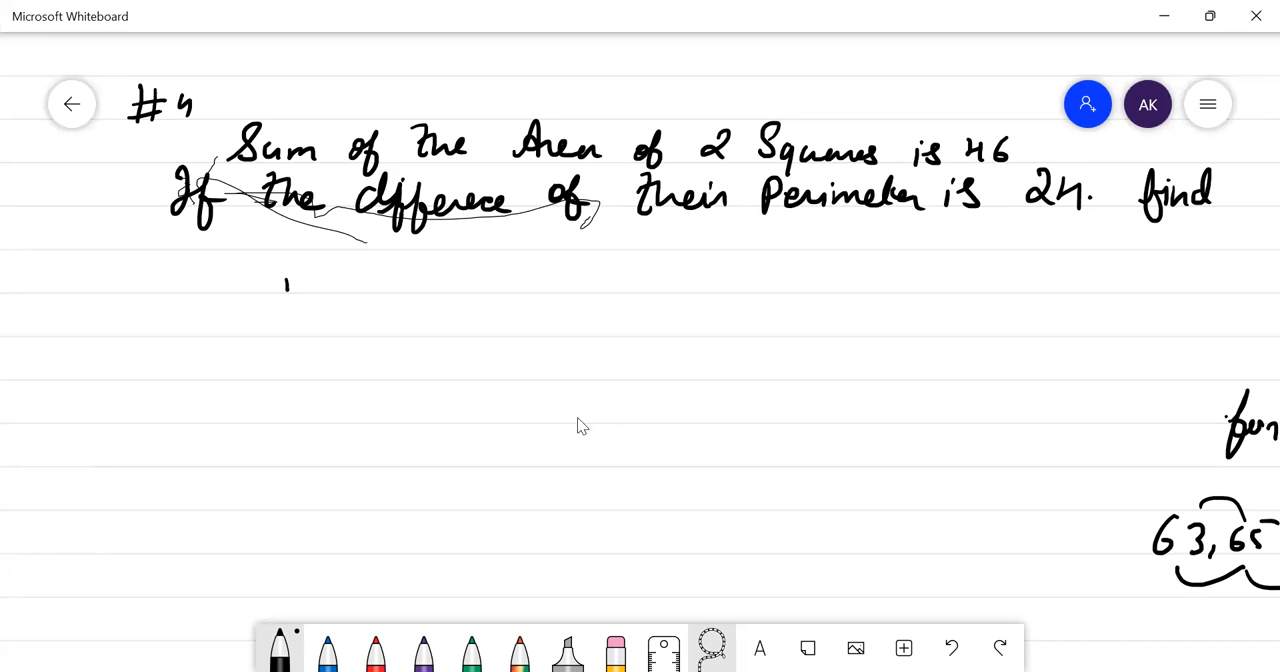 Microsoft Whiteboard
#4
AK
Sum of the Area of 2 Squares is 46
If the differece of their Perimeter is 24. find
63, 65
A